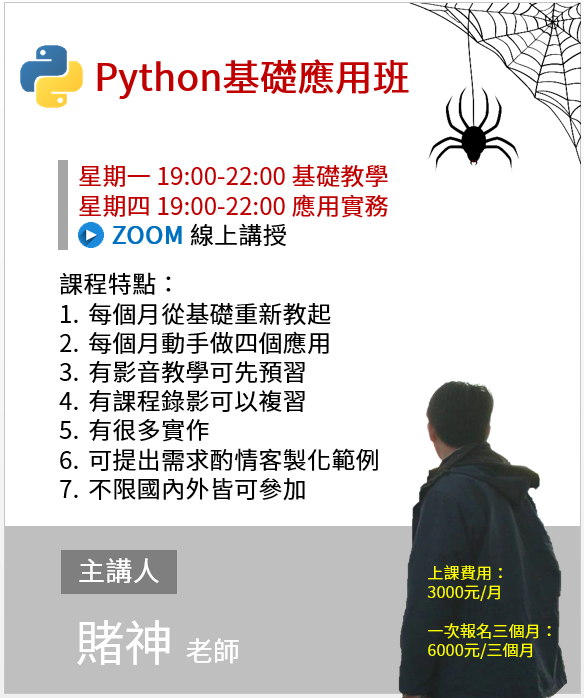 Python基礎應用班
星期一 19:00-22:00 基礎教學
星期四 19:00-22:00 應用實務
ZOOM 線上講授
課程特點：
1. 每個月從基礎重新教起
2. 每個月動手做四個應用
3. 有影音教學可先預習
4. 有課程錄影可以複習
5. 有很多實作
6. 可提出需求酌情客製化範例
7. 不限國內外皆可參加
主講人
賭神 老師
上課費用：
3000元/月
一次報名三個月：
6000元/三個月